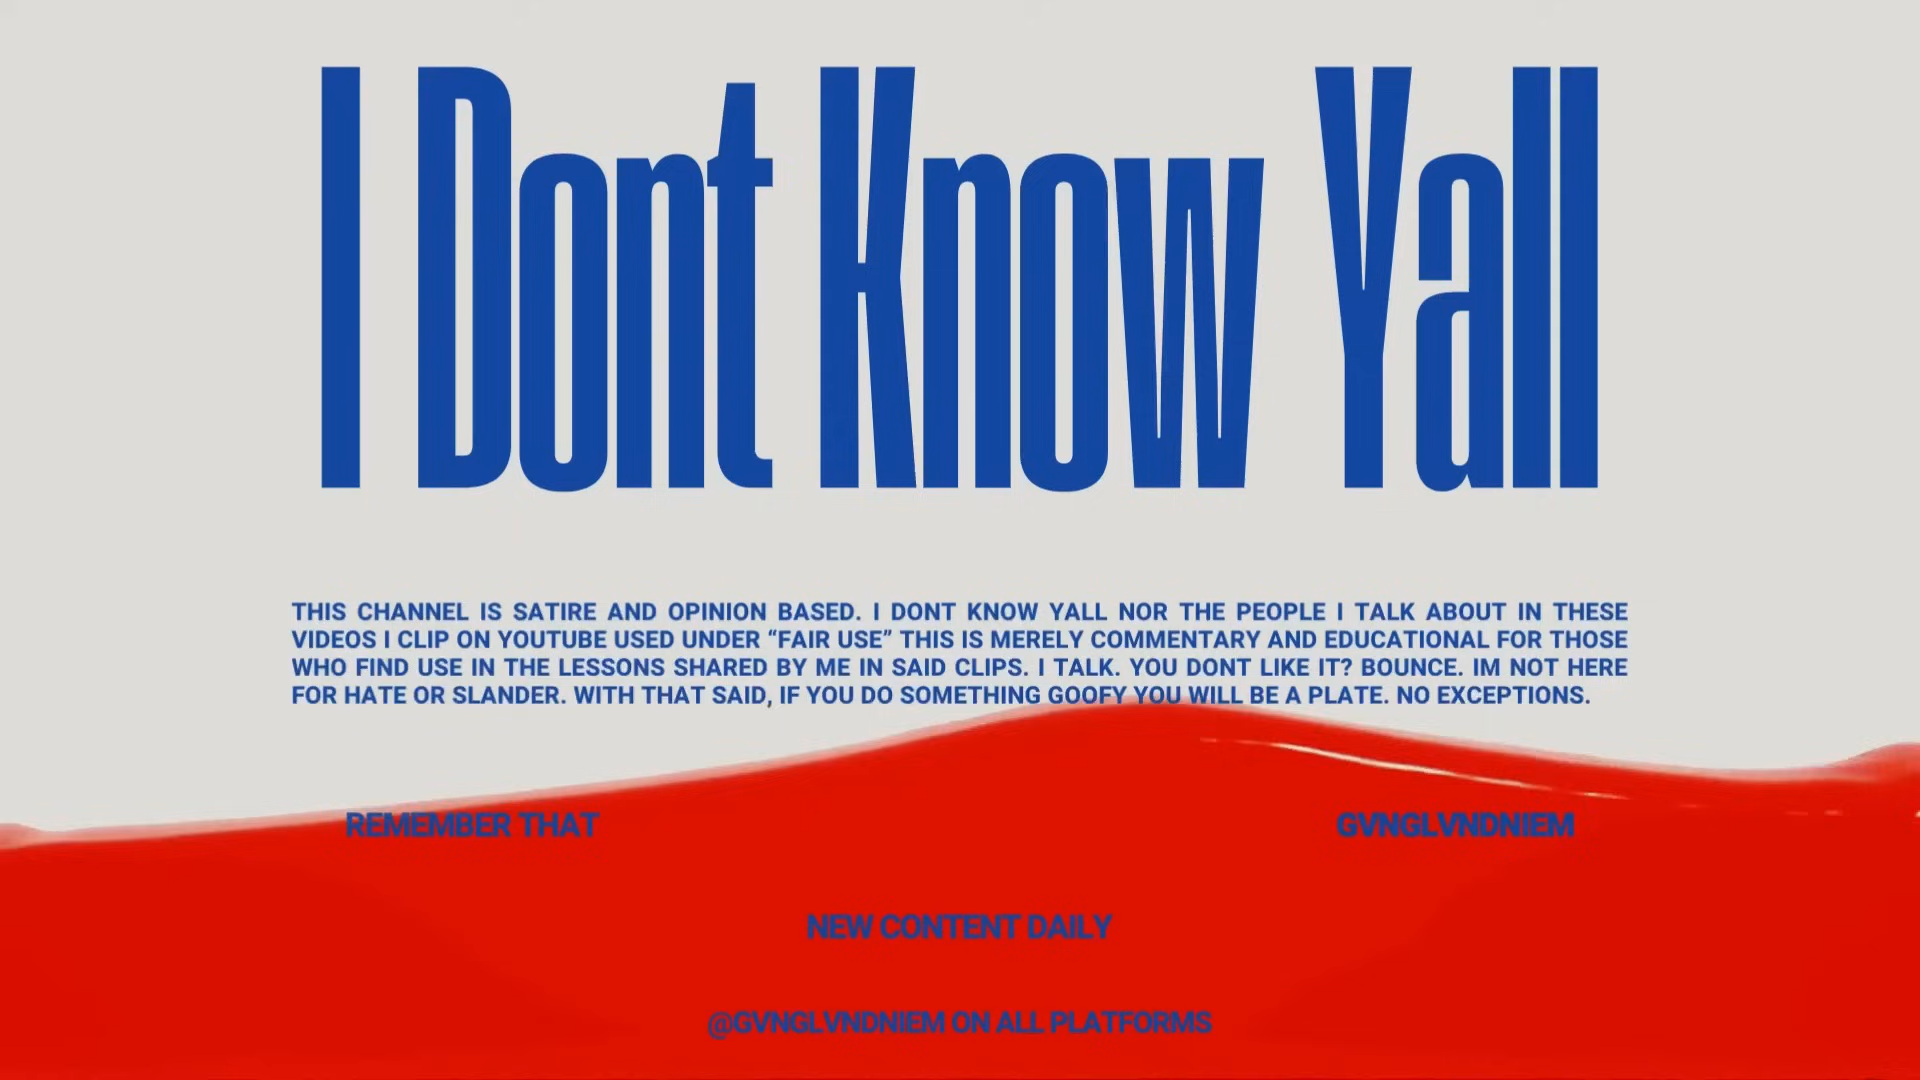 I Dont Know Yall
THIS CHANNEL IS SATIRE AND OPINION BASED. I DONT KNOW YALL NOR THE PEOPLE I TALK ABOUT IN THESE
VIDEOS I CLIP ON YOUTUBE USED UNDER “FAIR USE” THIS IS MERELY COMMENTARY AND EDUCATIONAL FOR THOSE
WHO FIND USE IN THE LESSONS SHARED BY ME IN SAID CLIPS. I TALK. YOU DONT LIKE IT? BOUNCE. IM NOT HERE
FOR HATE OR SLANDER. WITH THAT SAID, IF YOU DO SOMETHING GOOFY YOU WILL BE A PLATE. NO EXCEPTIONS.
REMEMBER THAT
GVNGLVNDNIEM
NEW CONTENT DAILY
@GVNGLVNDNIEM ON ALL PLATFORMS